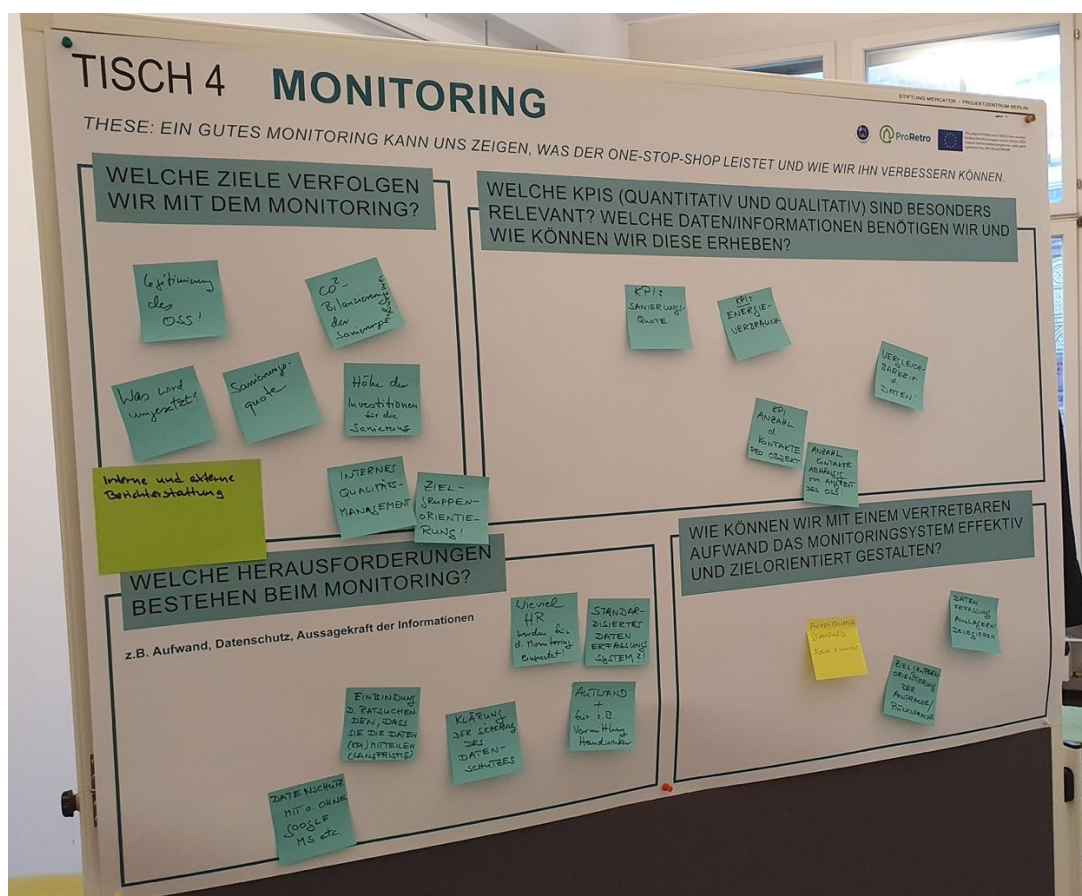 TISCH 4 MONITORING
STIFTUNG MERCATOR – PROJEKTZENTRUM BERLIN
ProRetro
THESE: EIN GUTES MONITORING KANN UNS ZEIGEN, WAS DER ONE-STOP-SHOP LEISTET UND WIE WIR IHN VERBESSERN KÖNNEN.
WELCHE ZIELE VERFOLGEN
WIR MIT DEM MONITORING?
Legitimierung
des
OSS!
CO²-
Bilanzierung
der
Was wird
umgesetzt?
Sanierungs-
quote
Höhe der
Investitionen
für die
Sanierung
Interne und externe
Berichterstattung
INTERNES
QUALITÄTS-
MANAGEMENT
ZIEL-
GRUPPEN-
ORIENTIE-
RUNG!
WELCHE KPIS (QUANTITATIV UND QUALITATIV) SIND BESONDERS
RELEVANT? WELCHE DATEN/INFORMATIONEN BENÖTIGEN WIR UND
WIE KÖNNEN WIR DIESE ERHEBEN?
KPI:
SANIERUNGS-
QUOTE
KPI:
ENERGIE-
VERBRAUCH
VERGLEICH-
BARKEIT
d.
DATEN!
KPI
ANZAHL
d.
KONTAKTE
PRO OBJEKT
ANZAHL
KONTAKTE
ABHÄNGIG
VOM ANGEBOT
DES OSS!
WELCHE HERAUSFORDERUNGEN
BESTEHEN BEIM MONITORING?
z.B. Aufwand, Datenschutz, Aussagekraft der Informationen
Wieviel
HR
werden für
d. Monitoring
STANDAR-
DISIERTES
DATEN
ERFASSUNGS
SYSTEM?!
EINBINDUNG
D. RATSUCHEN
DEN, DASS
SIE DIE DATEN
MITTEILEN
(LANGFRISTIG)
KLÄRUNG
DER SICHERUNG
DES
DATEN-
SCHUTZES
AUFWAND
+
für z.B.
Vermittlung
Handwerker
DATENSCHUTZ
MIT o. OHNE
GOOGLE
MS etc.
WIE KÖNNEN WIR MIT EINEM VERTRETBAREN
AUFWAND DAS MONITORINGSYSTEM EFFEKTIV
UND ZIELORIENTIERT GESTALTEN?
STANDARD
DATEN
ERFASSUNG
AUSLAGERN/
DELEGIEREN
ZIELGRUPPEN
ORIENTIERUNG
DER
ANSPRACHE/
RÜCKSPRACHE